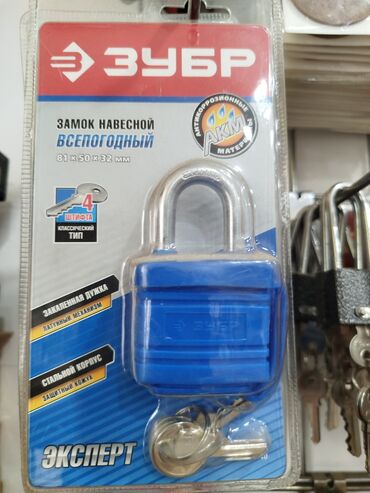 ЗУБР
ЗАМОК НАВЕСНОЙ
ВСЕПОГОДНЫЙ
81 х 50 х 32 мм
АНТИКОРРОЗИОННЫЕ
АКМ
4
ШТИФТА
КЛАССИЧЕСКИЙ
ТИП
ЗАКАЛЕННАЯ ДУЖКА
ЛАТУННЫЙ МЕХАНИЗМ
ЗУБР
СТАЛЬНОЙ КОРПУС
ЗАЩИТНЫЙ КОЖУХ
ЭКСПЕРТ